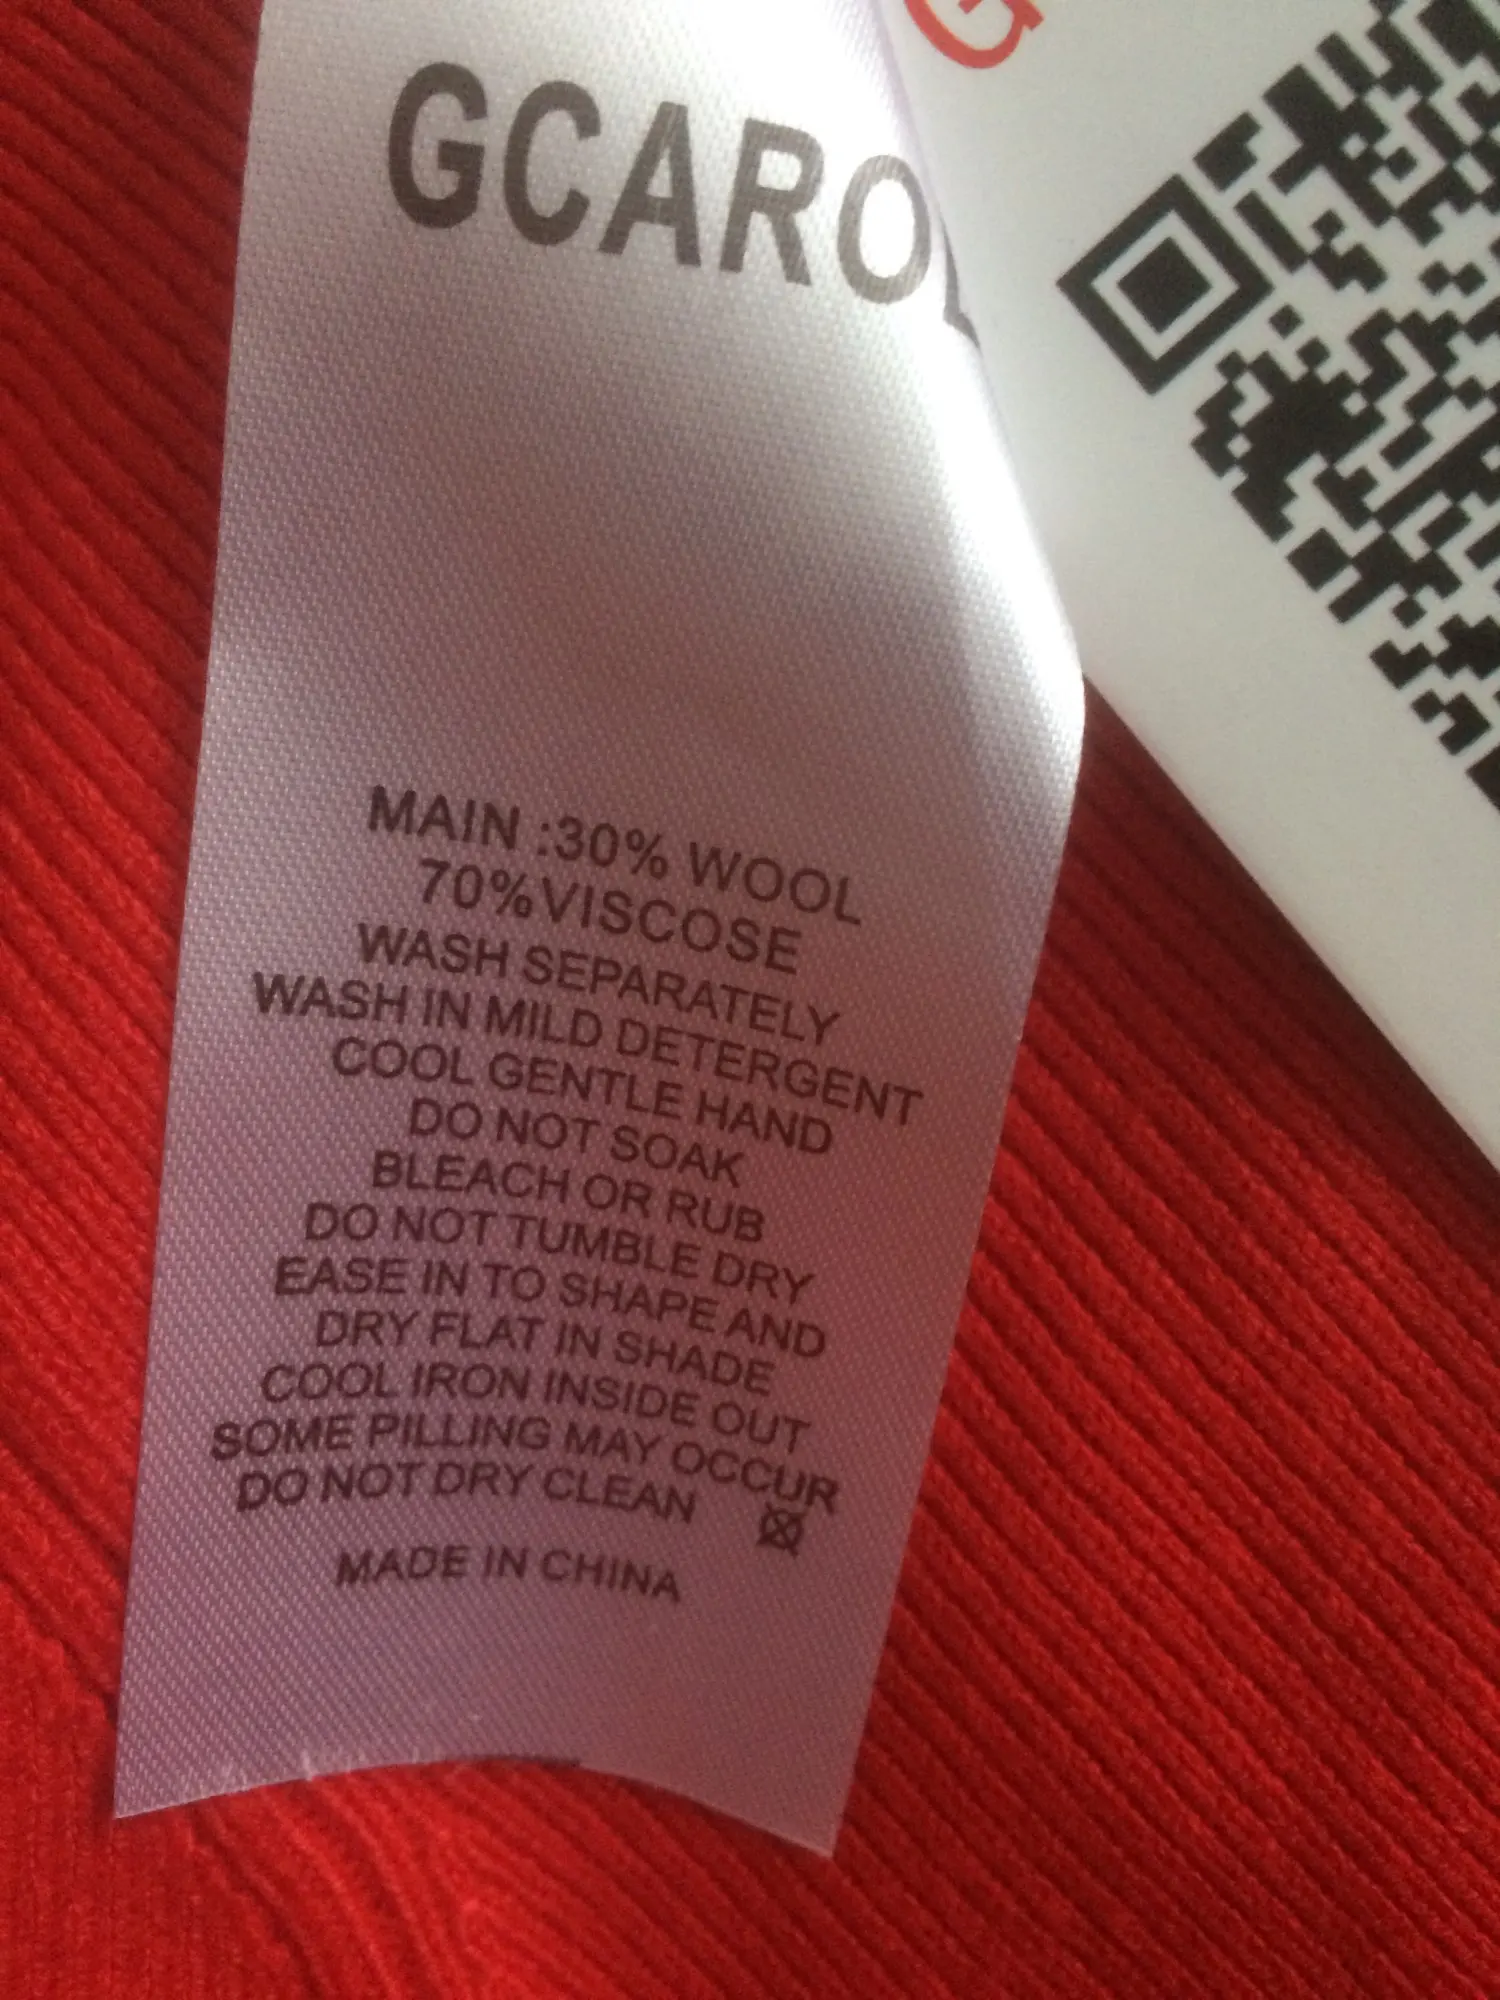 G
GCAROL
MAIN :30% WOOL
70%VISCOSE
WASH SEPARATELY
WASH IN MILD DETERGENT
COOL GENTLE HAND
DO NOT SOAK
BLEACH OR RUB
DO NOT TUMBLE DRY
EASE IN TO SHAPE AND
DRY FLAT IN SHADE
COOL IRON INSIDE OUT
SOME PILLING MAY OCCUR
DO NOT DRY CLEAN
MADE IN CHINA